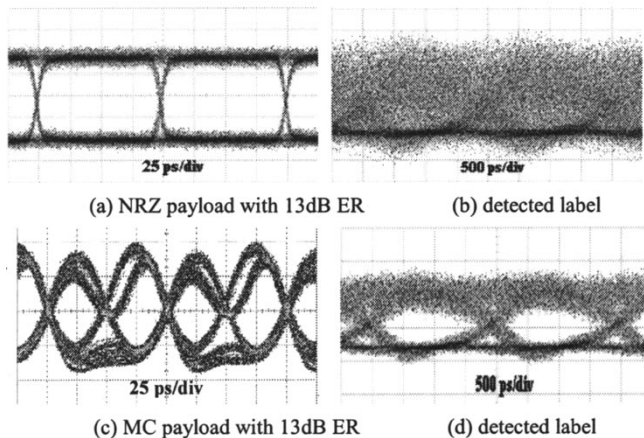 25 ps/div
500 ps/div
(a) NRZ payload with 13dB ER
(b) detected label
25 ps/div
500 ps/div
(c) MC payload with 13dB ER
(d) detected label